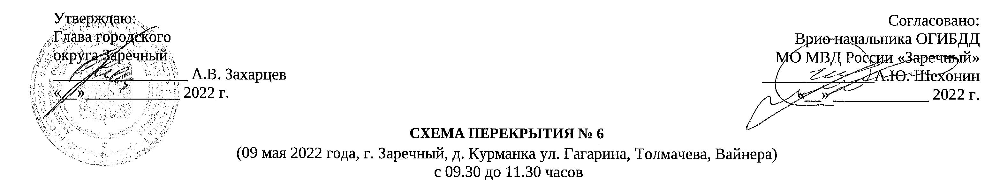 Утверждаю:
Глава городского
округа Заречный
________________ А.В. Захарцев
«__»____________ 2022 г.
Согласовано:
Врио начальника ОГИБДД
МО МВД России «Заречный»
______________А.Ю. Шехонин
«__» ____________ 2022 г.
СХЕМА ПЕРЕКРЫТИЯ № 6
(09 мая 2022 года, г. Заречный, д. Курманка ул. Гагарина, Толмачева, Вайнера)
с 09.30 до 11.30 часов